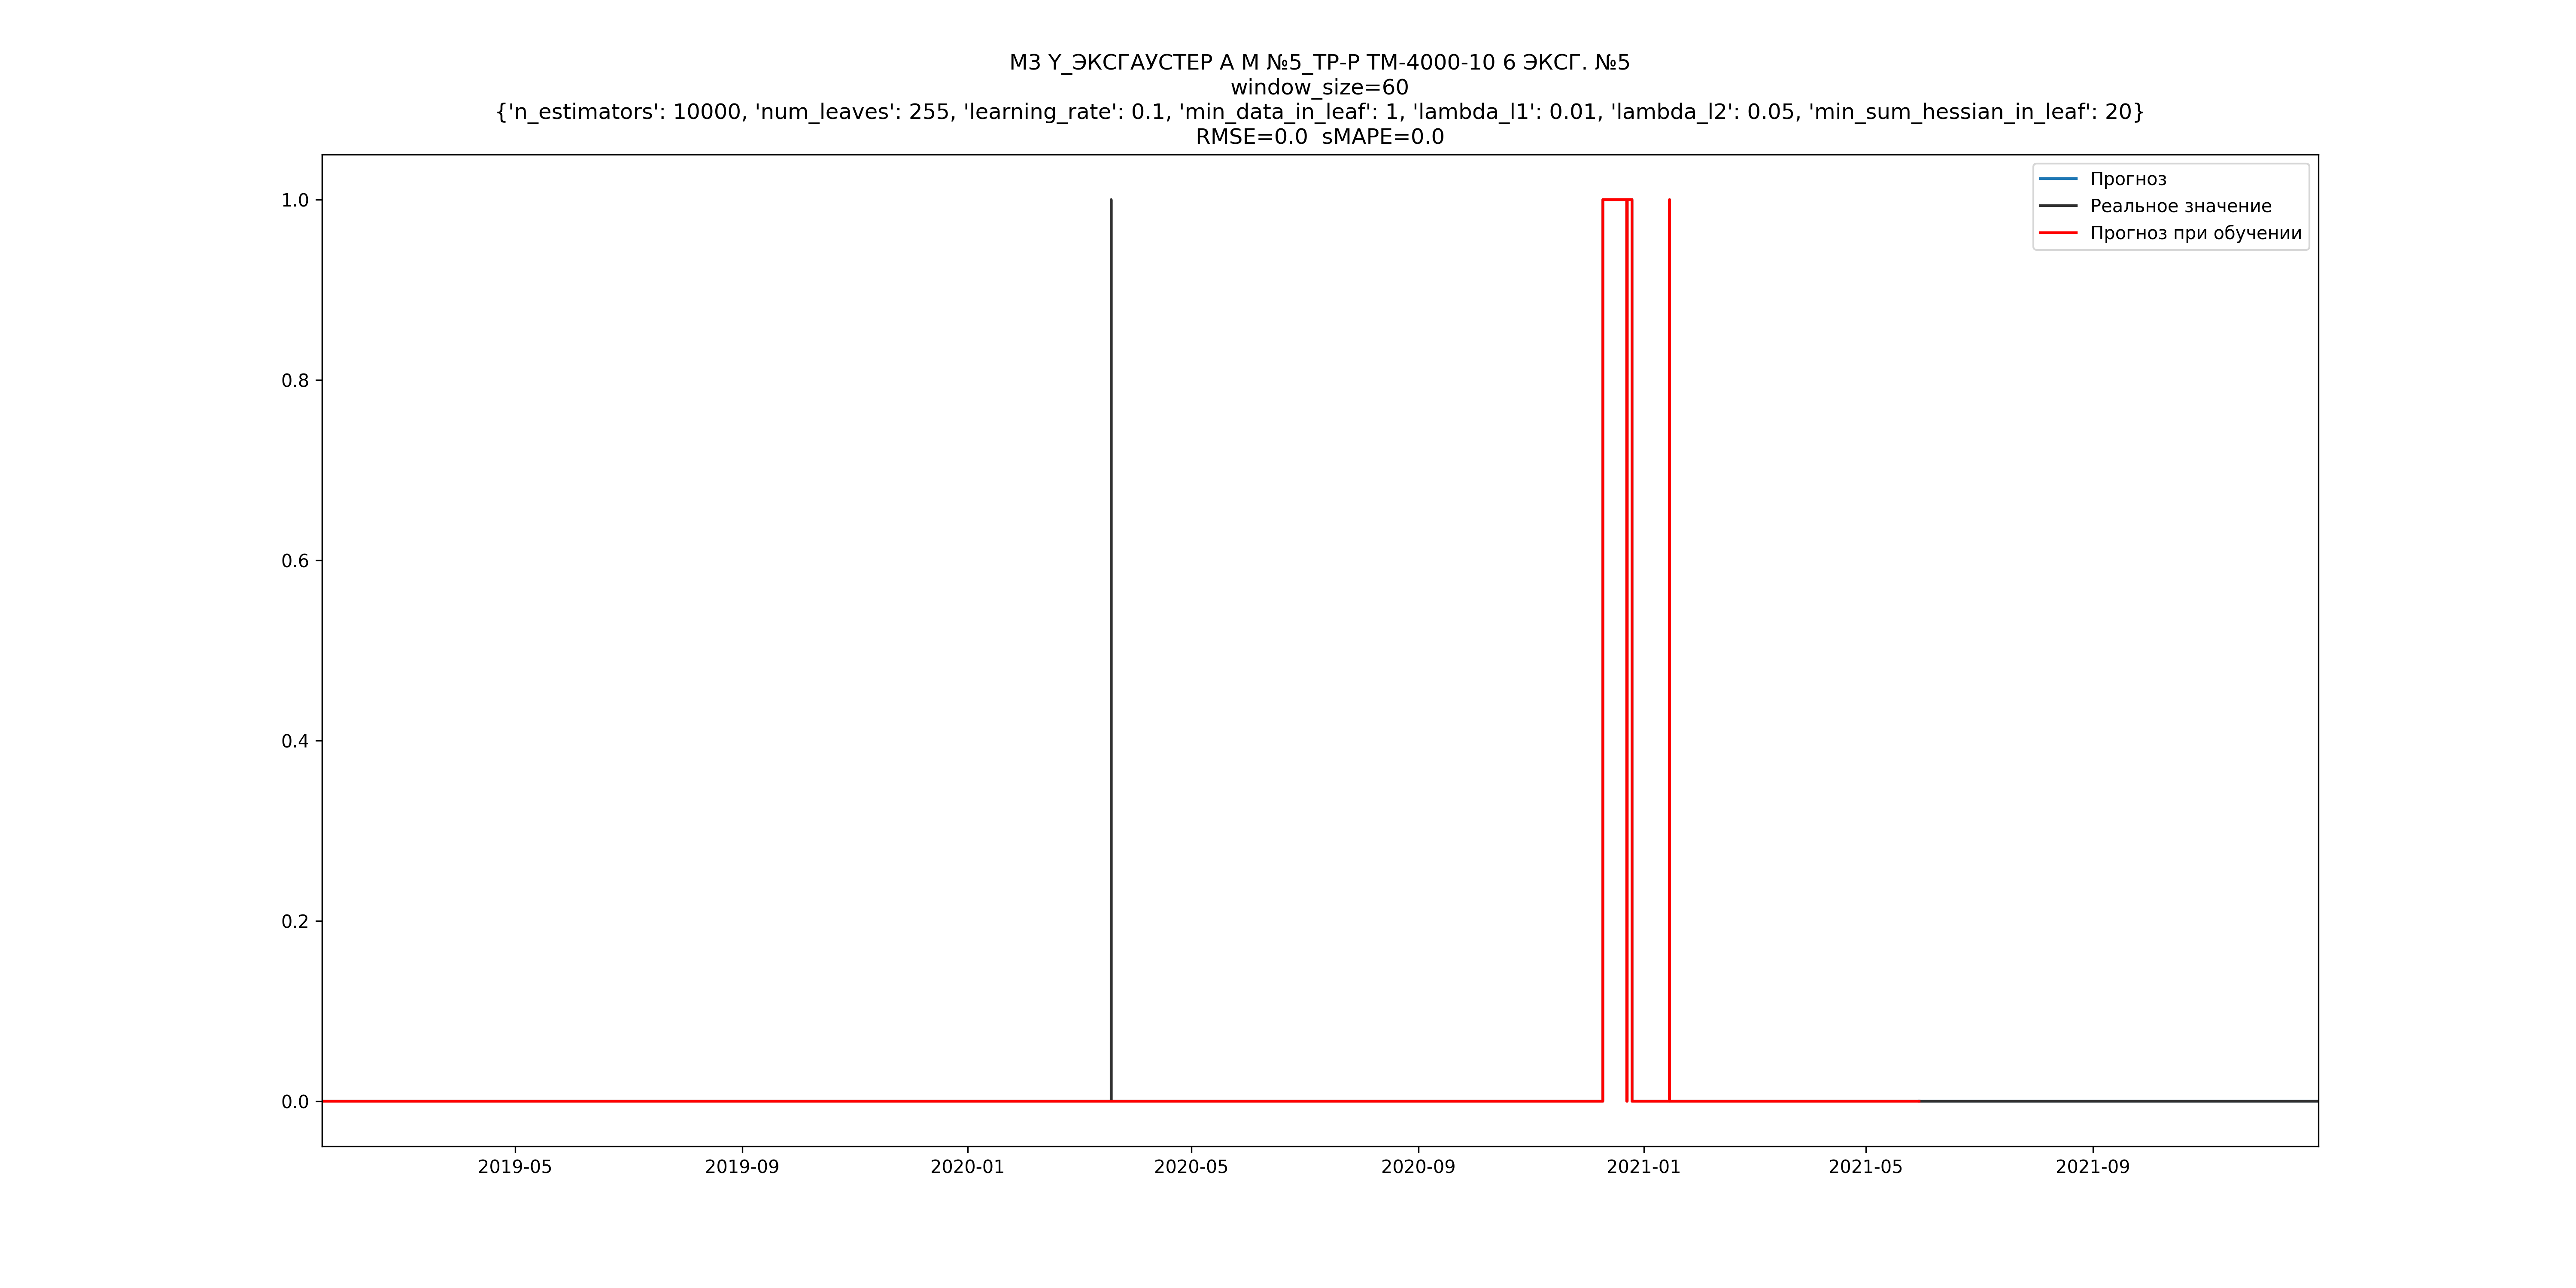 М3 Y_ЭКСГАУСТЕР А М №5_ТР-Р ТМ-4000-10 6 ЭКСГ. №5
window_size=60
{'n_estimators': 10000, 'num_leaves': 255, 'learning_rate': 0.1, 'min_data_in_leaf': 1, 'lambda_l1': 0.01, 'lambda_l2': 0.05, 'min_sum_hessian_in_leaf': 20}
RMSE=0.0  sMAPE=0.0
Прогноз
Реальное значение
Прогноз при обучении
1.0
0.8
0.6
0.4
0.2
0.0
2019-05
2019-09
2020-01
2020-05
2020-09
2021-01
2021-05
2021-09